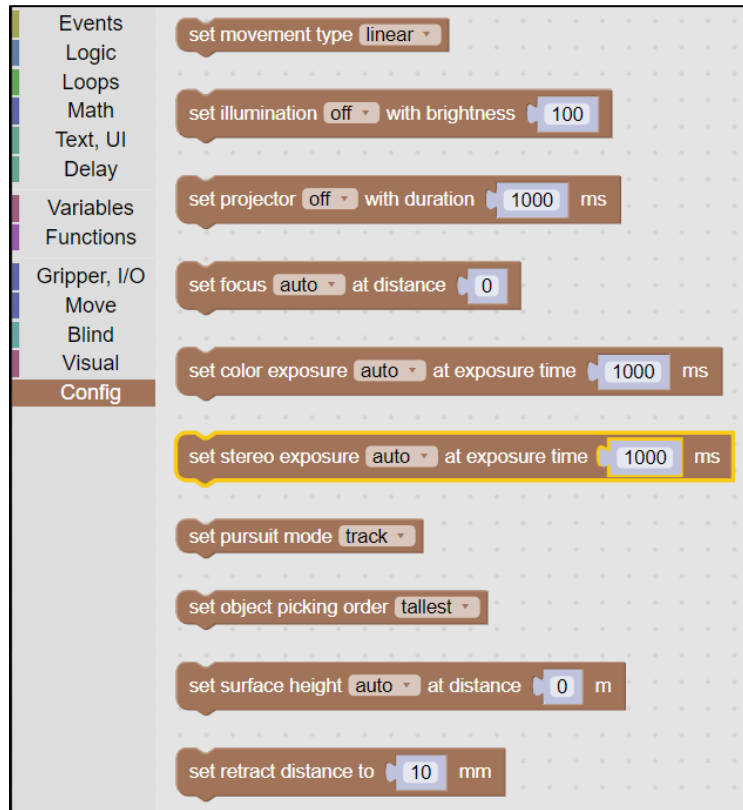 Events
Logic
Loops
Math
Text, UI
Delay
Variables
Functions
Gripper, I/O
Move
Blind
Visual
Config
set movement type linear
set illumination off with brightness 100
set projector off with duration 1000 ms
set focus auto at distance 0
set color exposure auto at exposure time 1000 ms
set stereo exposure auto at exposure time 1000 ms
set pursuit mode track
set object picking order tallest
set surface height auto at distance 0 m
set retract distance to 10 mm